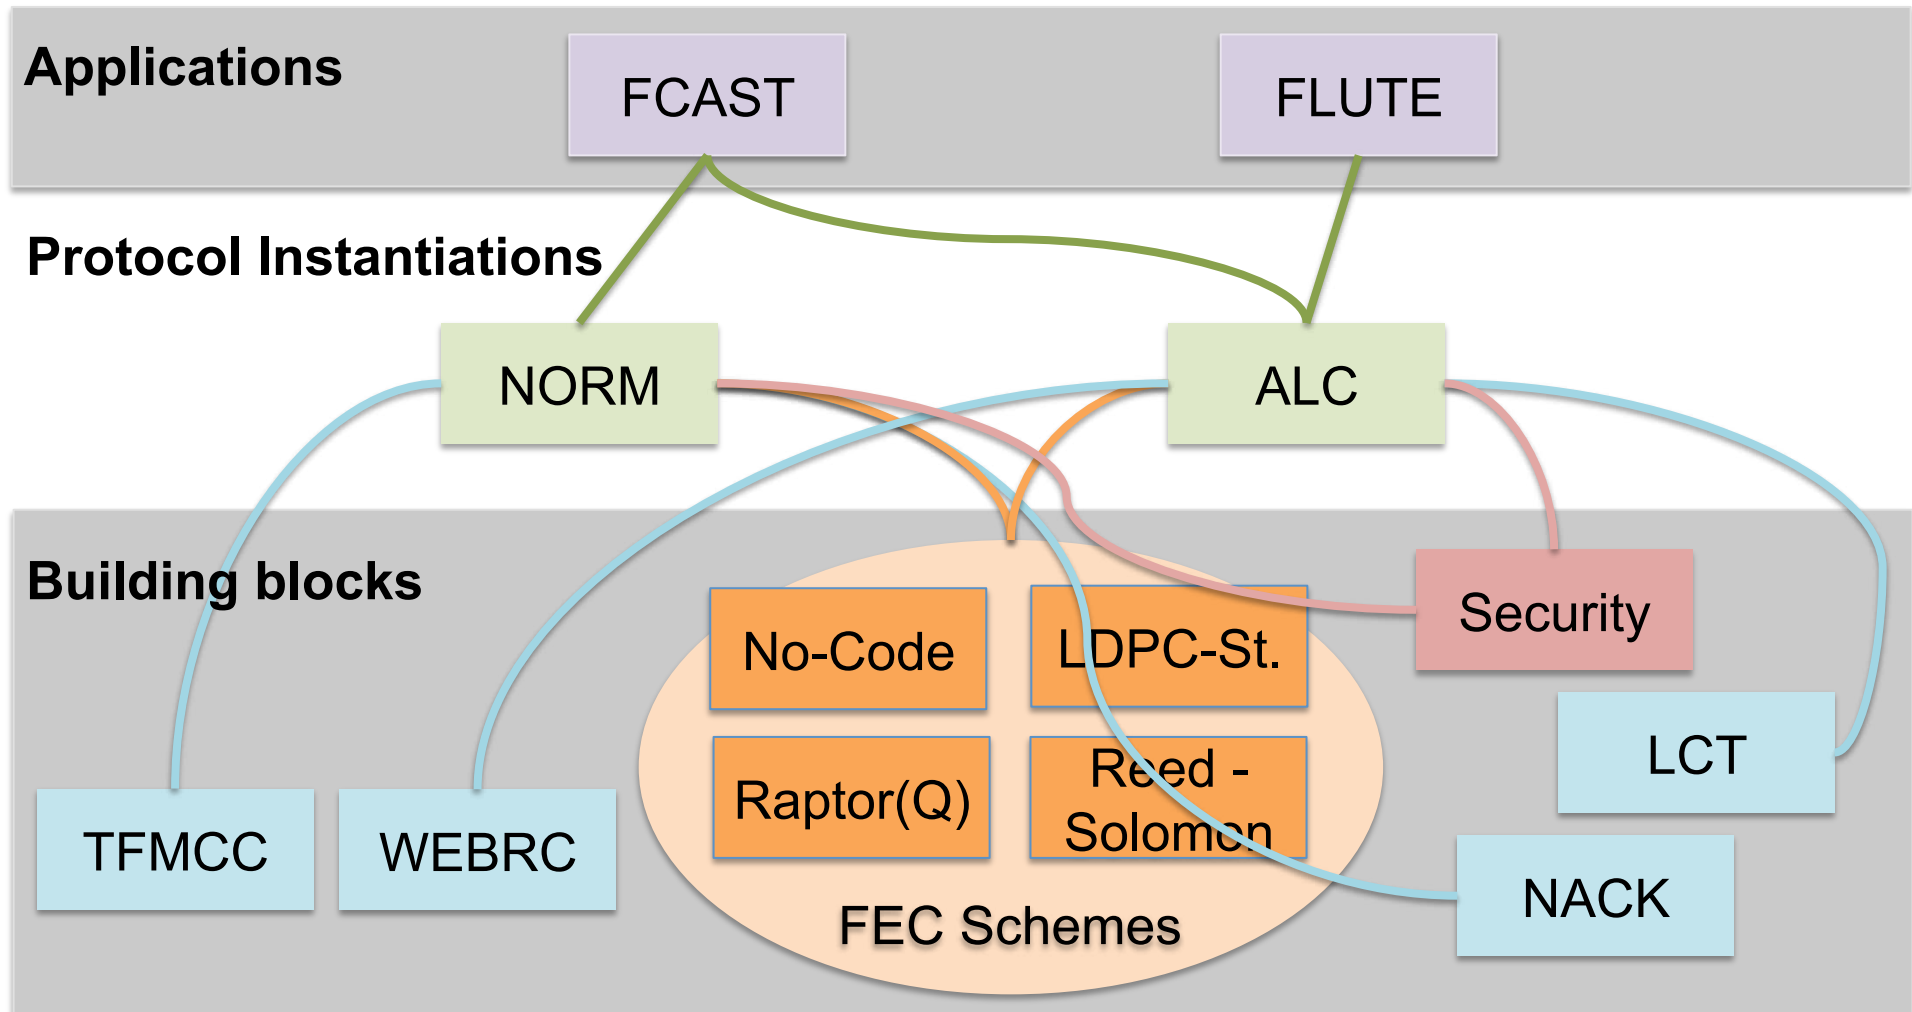 Applications
FCAST
FLUTE
Protocol Instantiations
NORM
ALC
Building blocks
No-Code
LDPC-St.
Security
Raptor(Q)
Reed -
Solomon
LCT
TFMCC
WEBRC
NACK
FEC Schemes